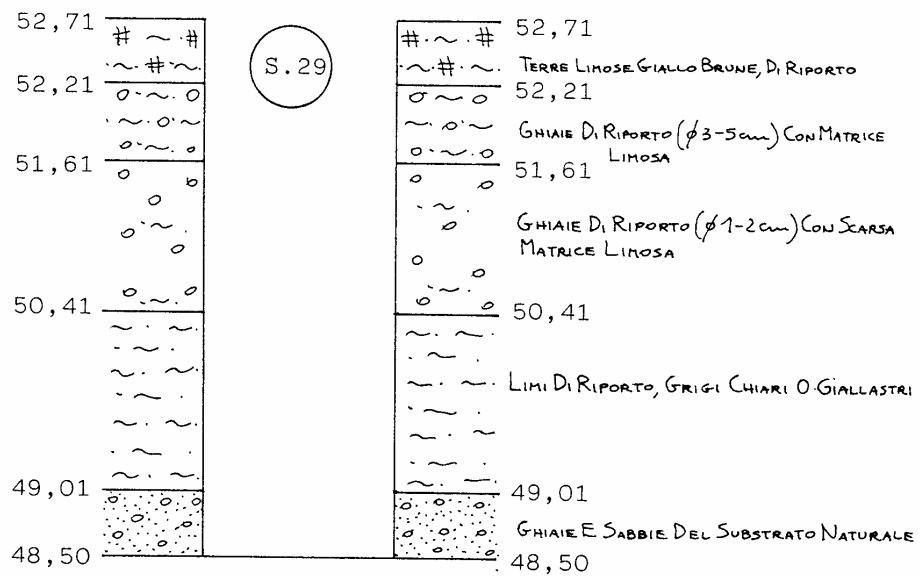 52,71
52,71
S.29
TERRE LIMOSE GIALLO BRUNE, DI RIPORTO
52,21
52,21
GHIAIE DI RIPORTO (ϕ3-5cm) CON MATRICE
LIMOSA
51,61
51,61
GHIAIE DI RIPORTO (ϕ1-2cm) CON SCARSA
MATRICE LIMOSA
50,41
50,41
LIMI DI RIPORTO, GRIGI CHIARI O GIALLASTRI
49,01
49,01
GHIAIE E SABBIE DEL SUBSTRATO NATURALE
48,50
48,50